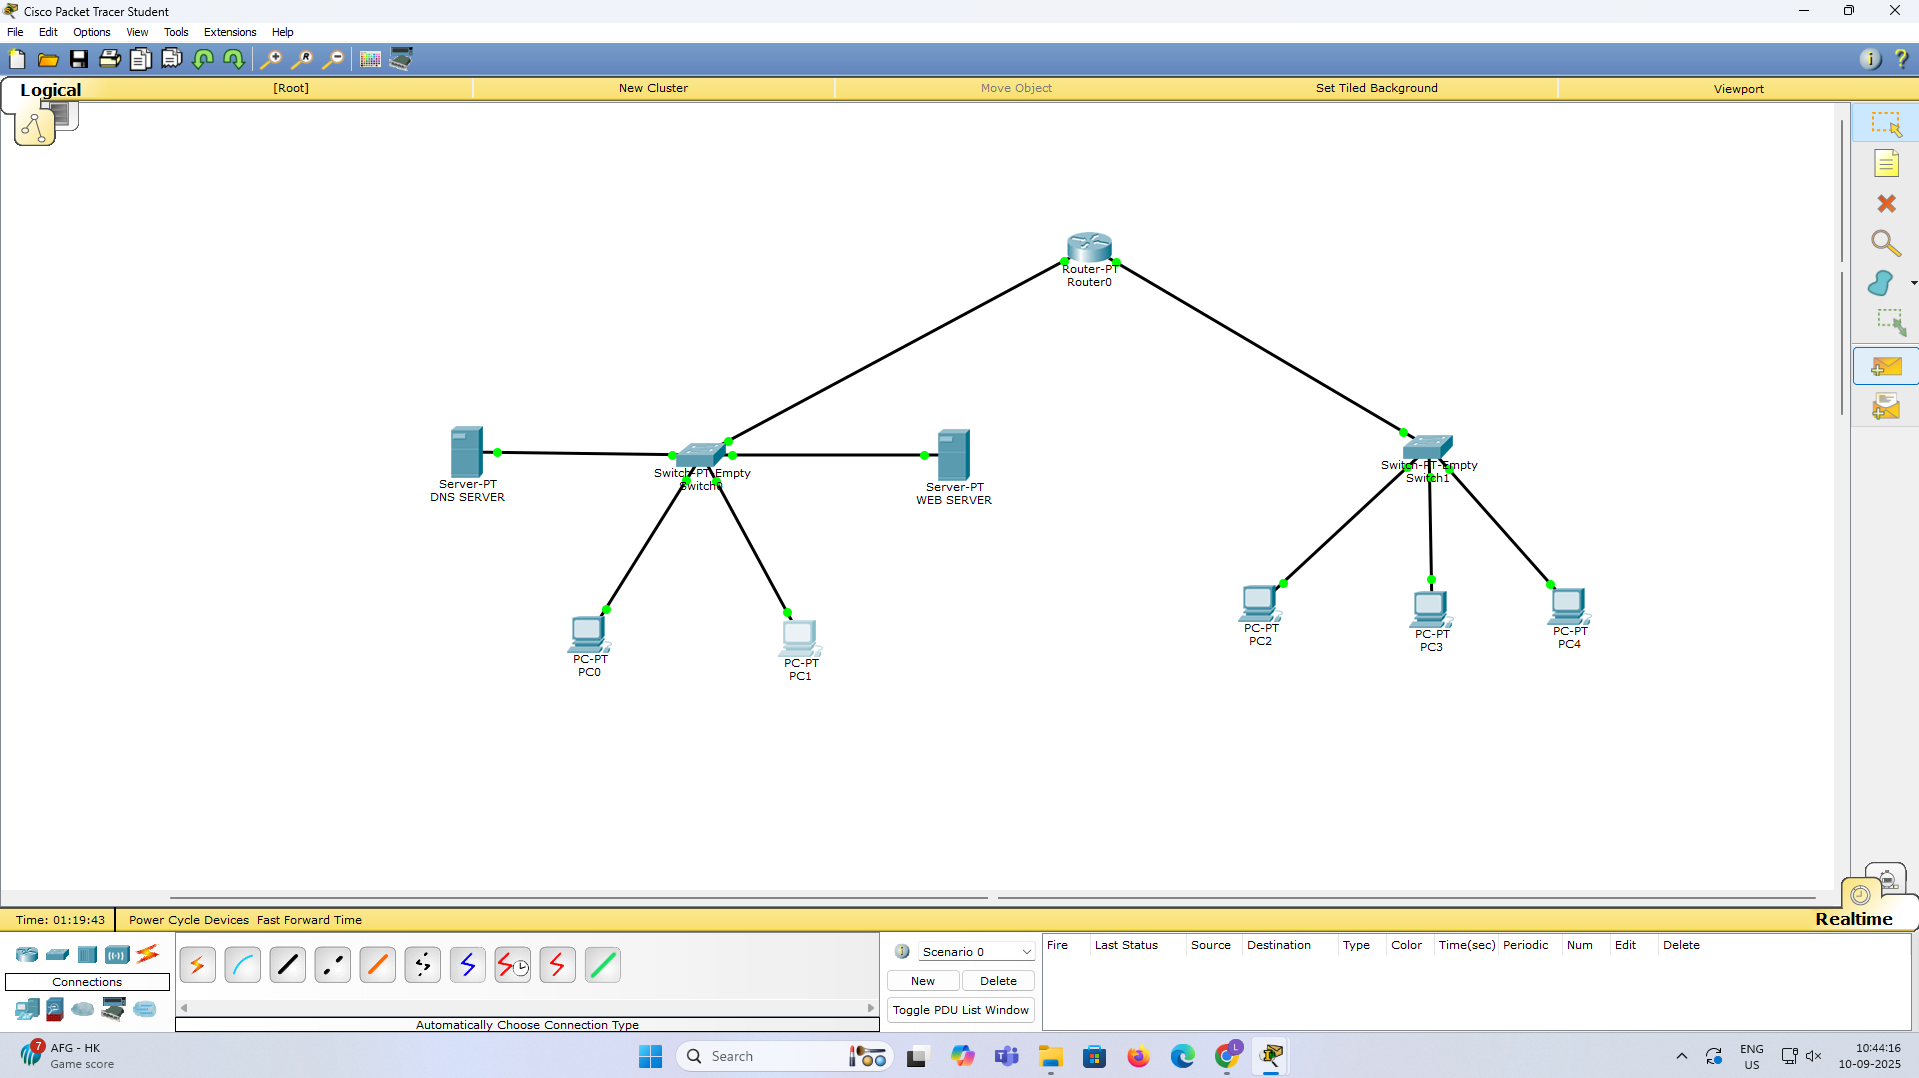 Cisco Packet Tracer Student
File Edit Options View Tools Extensions Help
Logical [Root] New Cluster Move Object Set Tiled Background Viewport
Router-PT
Router0
Server-PT
DNS SERVER
Switch-PT-Empty
Switch0
Server-PT
WEB SERVER
Switch-PT-Empty
Switch1
PC-PT
PC0
PC-PT
PC1
PC-PT
PC2
PC-PT
PC3
PC-PT
PC4
Time: 01:19:43 Power Cycle Devices Fast Forward Time
Realtime
Connections
Automatically Choose Connection Type
Scenario 0
New Delete
Toggle PDU List Window
Fire Last Status Source Destination Type Color Time(sec) Periodic Num Edit Delete
7
AFG - HK
Game score
Search
L
ENG
US
10:44:16
10-09-2025